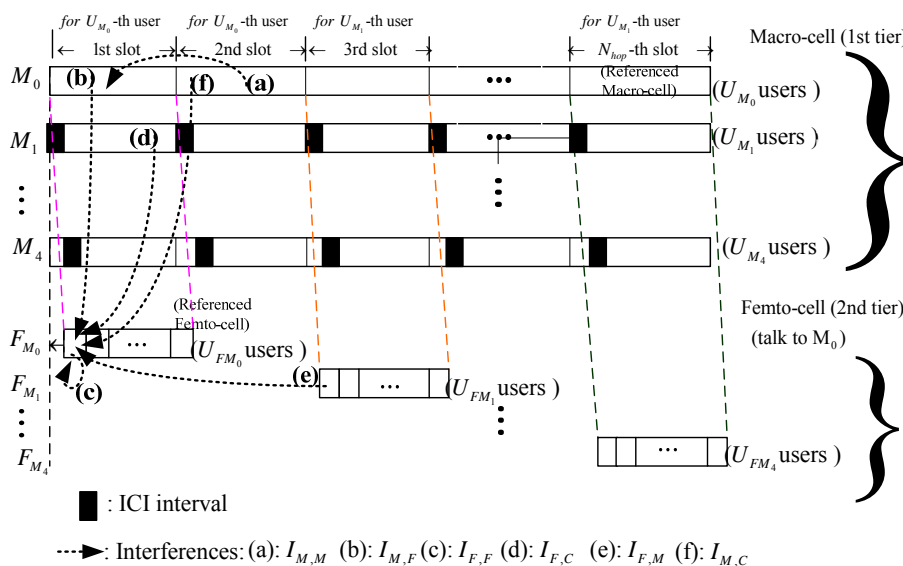 for U_{M_0}-th user for U_{M_0}-th user for U_{M_1}-th user for U_{M_1}-th user
1st slot 2nd slot 3rd slot N_{hop}-th slot
Macro-cell (1st tier)
M_0 (b) (f) (a) ••• (Referenced Macro-cell) (U_{M_0} users )
M_1 (d) ••• (U_{M_1} users )
⋮ ⋮
M_4 (U_{M_4} users )
(Referenced
Femto-cell)
Femto-cell (2nd tier)
(talk to M_0)
F_{M_0} ... (U_{FM_0} users )
F_{M_1} (c) (e) ... (U_{FM_1} users )
⋮ ⋮
F_{M_4} ... (U_{FM_4} users )
: ICI interval
: Interferences: (a): I_{M,M} (b): I_{M,F} (c): I_{F,F} (d): I_{F,C} (e): I_{F,M} (f): I_{M,C}